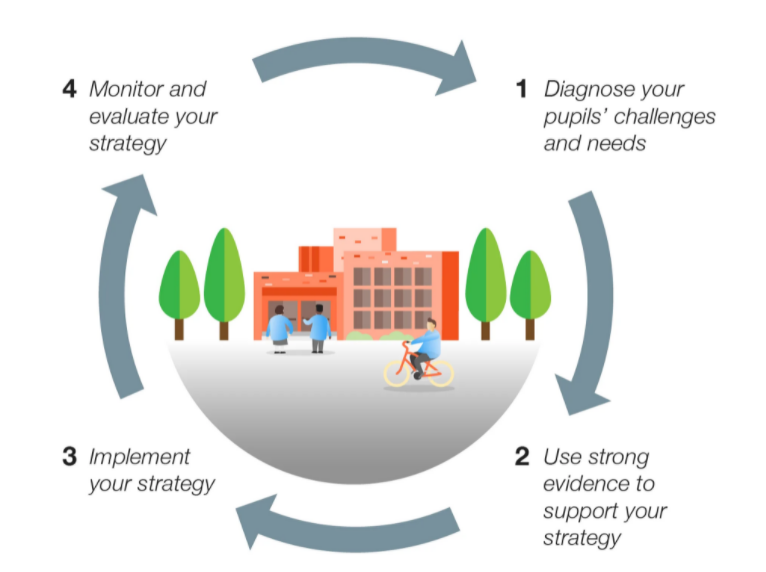 1 Diagnose your
pupils’ challenges
and needs
2 Use strong
evidence to
support your
strategy
3 Implement
your strategy
4 Monitor and
evaluate your
strategy